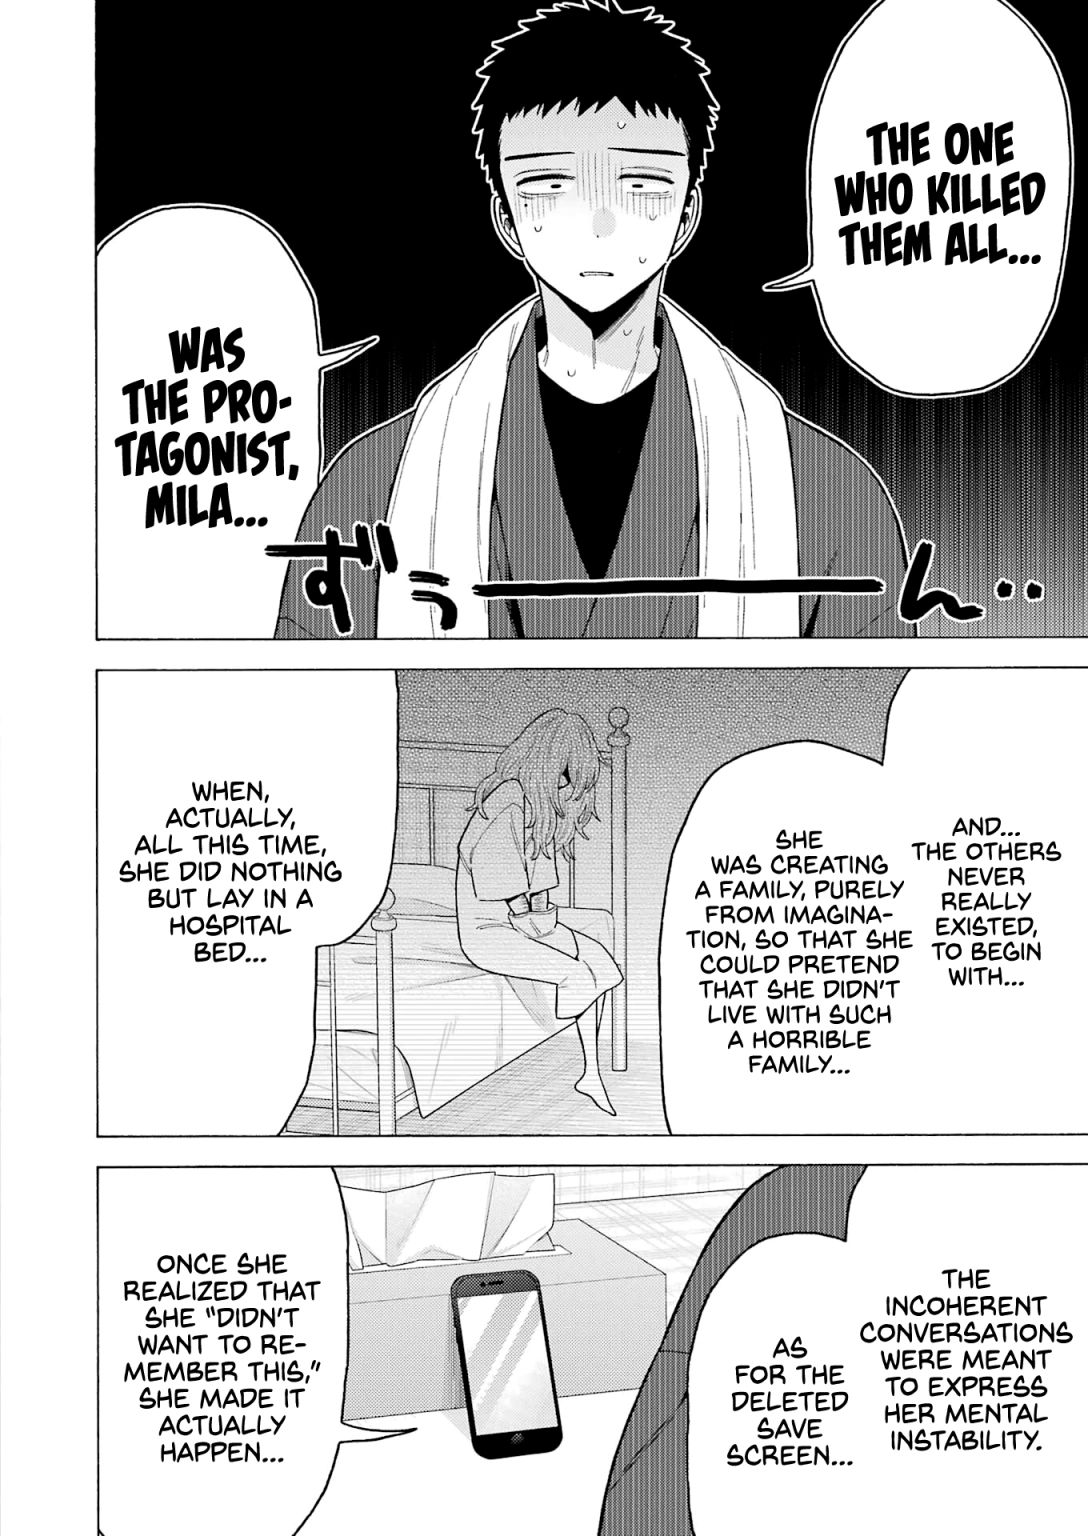 THE ONE
WHO KILLED
THEM ALL...
WAS
THE PRO-
TAGONIST,
MILA...
ずぅーん‥
AND...
THE OTHERS
NEVER
REALLY
EXISTED,
TO BEGIN
WITH...
SHE
WAS CREATING
A FAMILY, PURELY
FROM IMAGINA-
TION, SO THAT SHE
COULD PRETEND
THAT SHE DIDN'T
LIVE WITH SUCH
A HORRIBLE
FAMILY...
WHEN,
ACTUALLY,
ALL THIS TIME,
SHE DID NOTHING
BUT LAY IN A
HOSPITAL
BED...
THE
INCOHERENT
CONVERSATIONS
WERE MEANT
TO EXPRESS
HER MENTAL
INSTABILITY.
AS
FOR THE
DELETED
SAVE
SCREEN...
ONCE SHE
REALIZED THAT
SHE "DIDN'T
WANT TO RE-
MEMBER THIS,"
SHE MADE IT
ACTUALLY
HAPPEN...